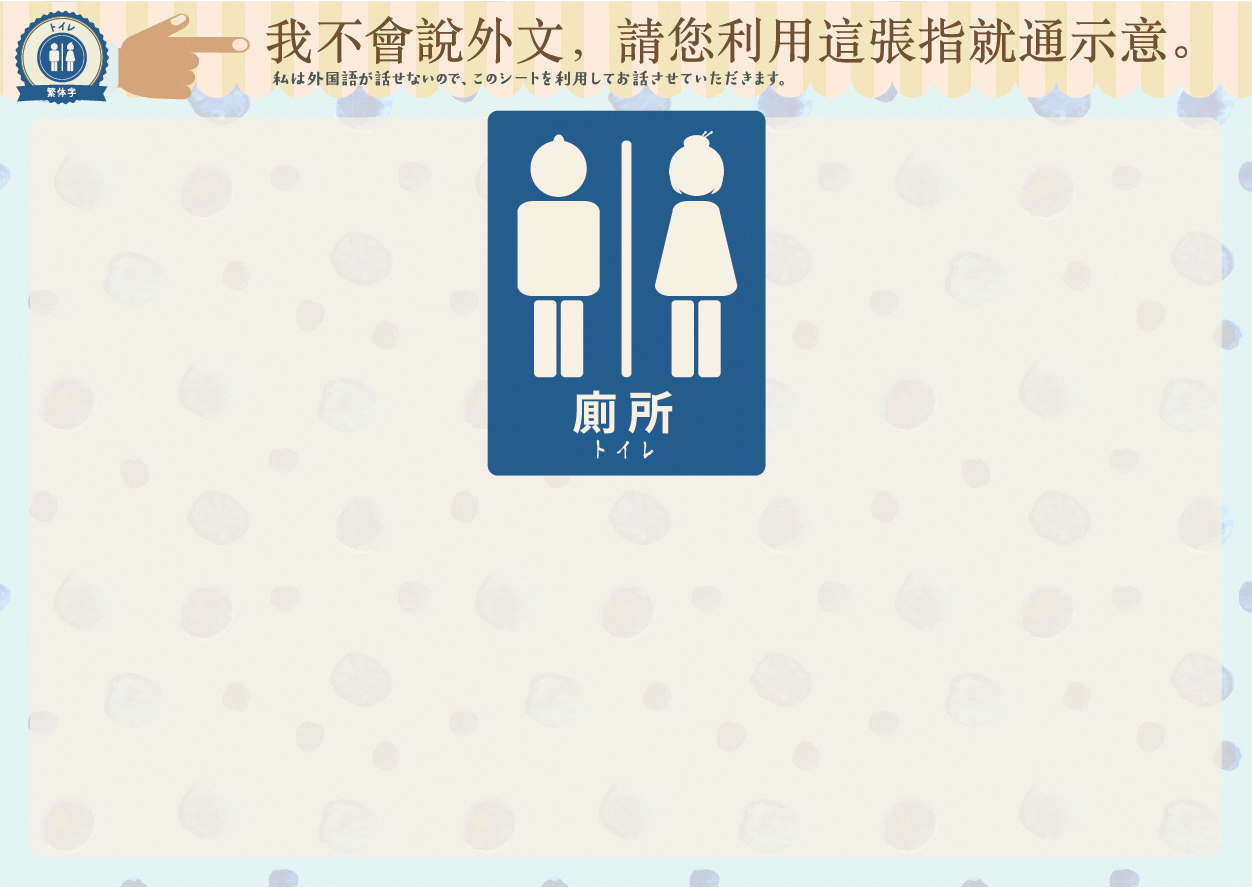 トイレ
繁体字
我不會說外文，請您利用這張指就通示意。
私は外国語が話せないので、このシートを利用してお話させていただきます。
廁所
トイレ